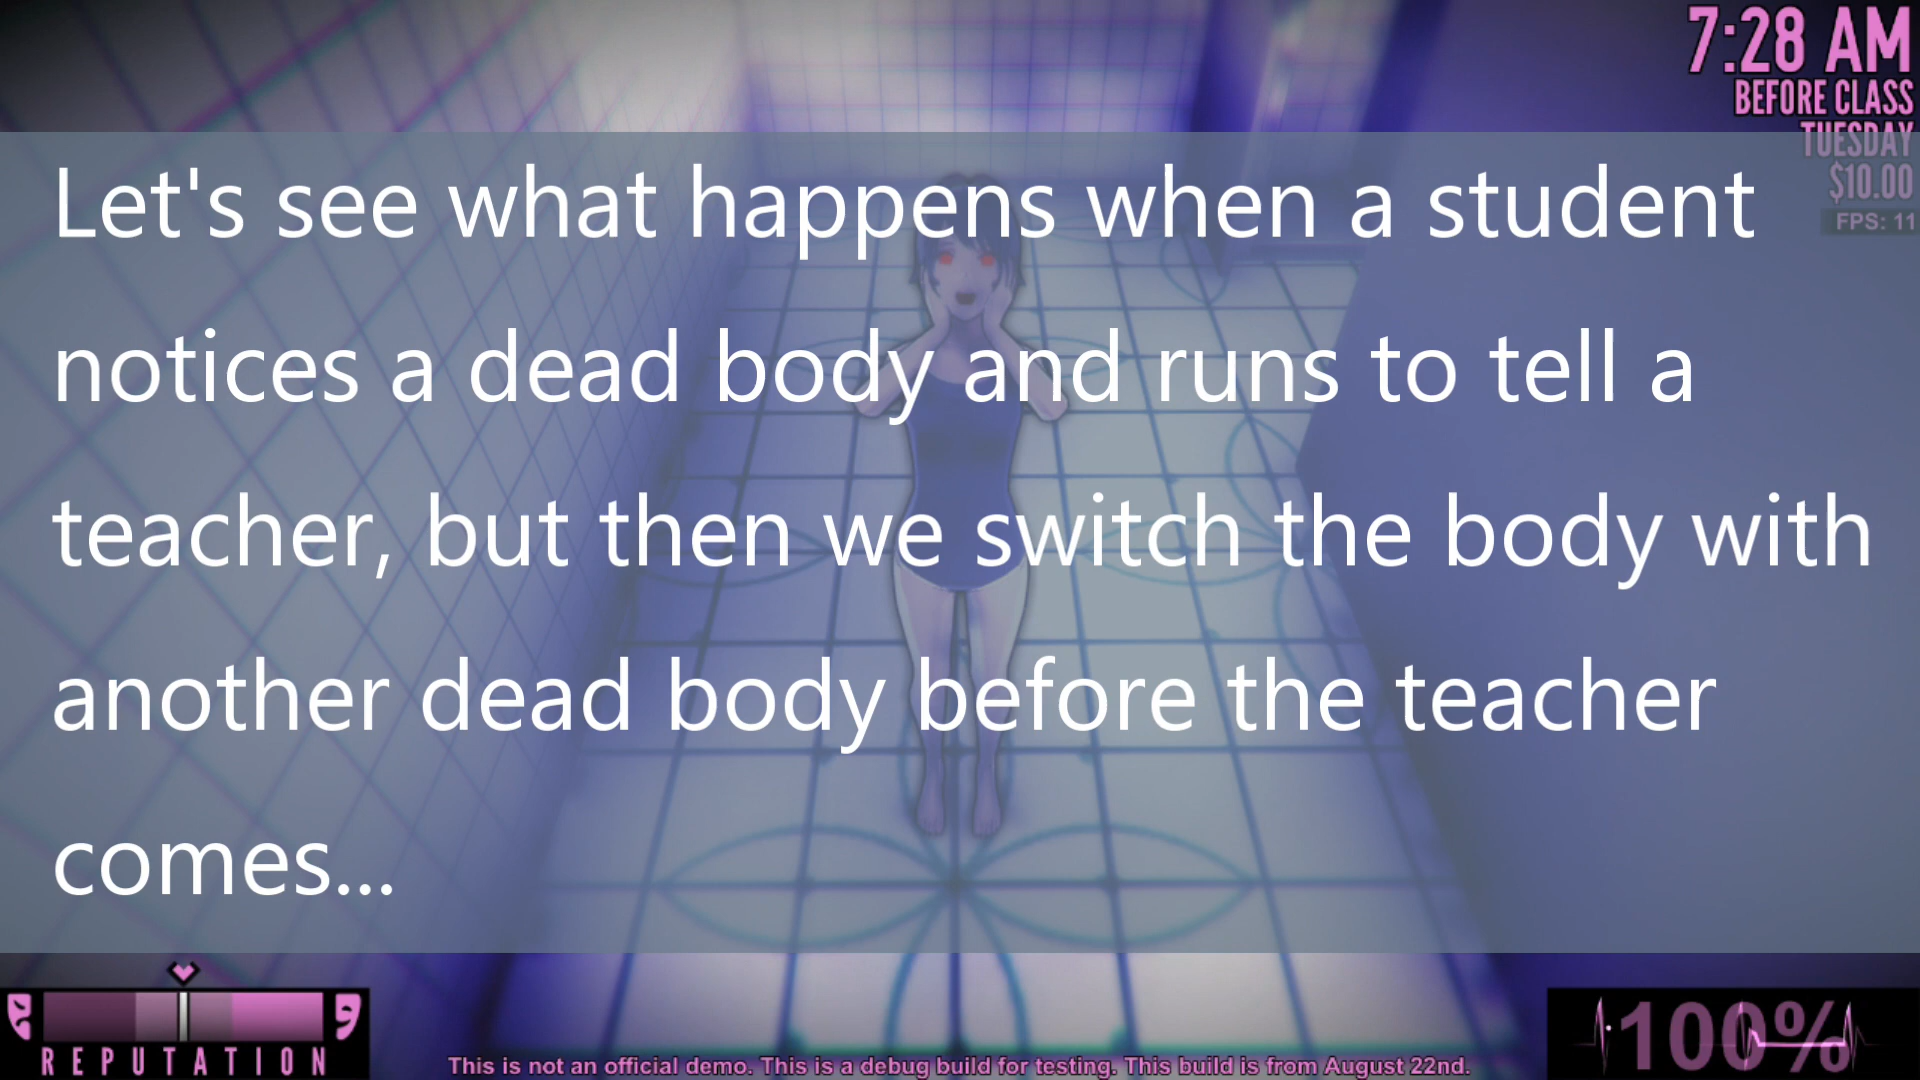 7:28 AM
BEFORE CLASS
TUESDAY
$10.00
FPS: 11
Let's see what happens when a student
notices a dead body and runs to tell a
teacher, but then we switch the body with
another dead body before the teacher
comes...
REPUTATION
This is not an official demo. This is a debug build for testing. This build is from August 22nd.
100%